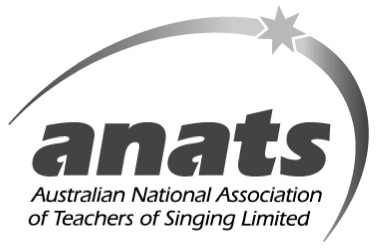 anats
Australian National Association
of Teachers of Singing Limited